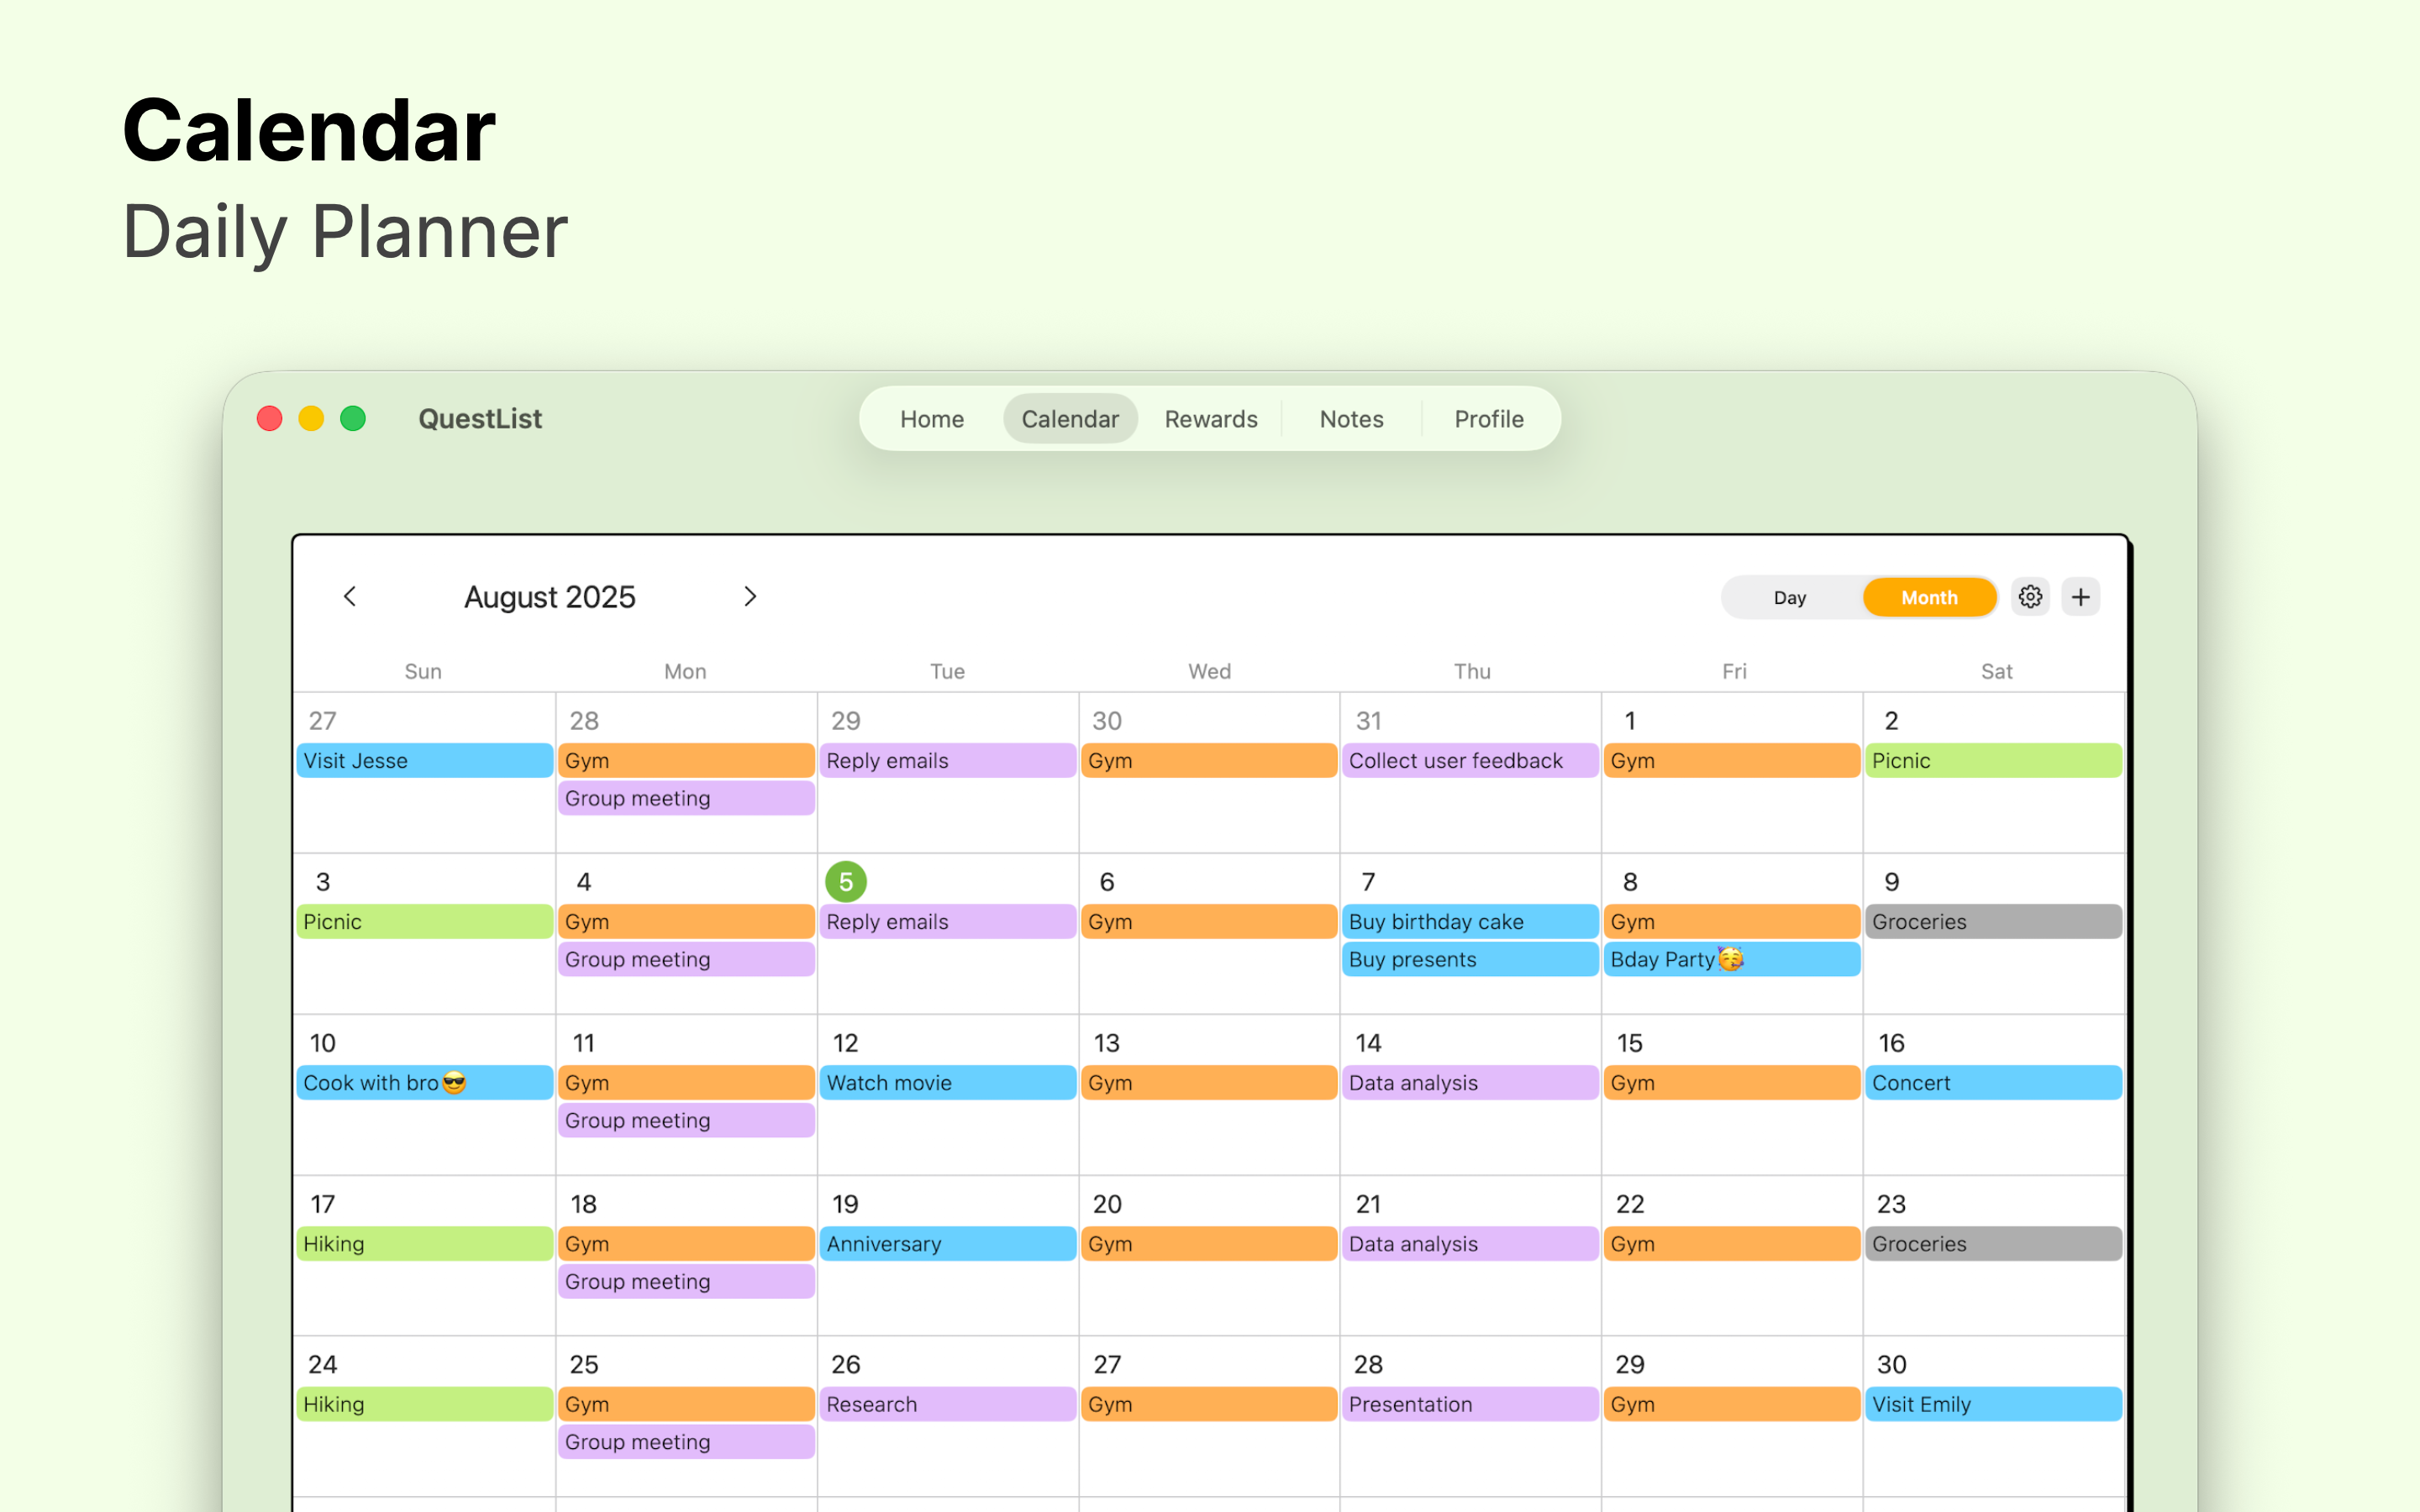 Calendar
Daily Planner
QuestList
Home Calendar Rewards Notes Profile
August 2025
Day Month
Sun Mon Tue Wed Thu Fri Sat
27 28 29 30 31 1 2
Visit Jesse Gym Reply emails Gym Collect user feedback Gym Picnic
Group meeting
3 4 5 6 7 8 9
Picnic Gym Reply emails Gym Buy birthday cake Gym Groceries
Group meeting Buy presents Bday Party🥳
10 11 12 13 14 15 16
Cook with bro😎 Gym Watch movie Gym Data analysis Gym Concert
Group meeting
17 18 19 20 21 22 23
Hiking Gym Anniversary Gym Data analysis Gym Groceries
Group meeting
24 25 26 27 28 29 30
Hiking Gym Research Gym Presentation Gym Visit Emily
Group meeting